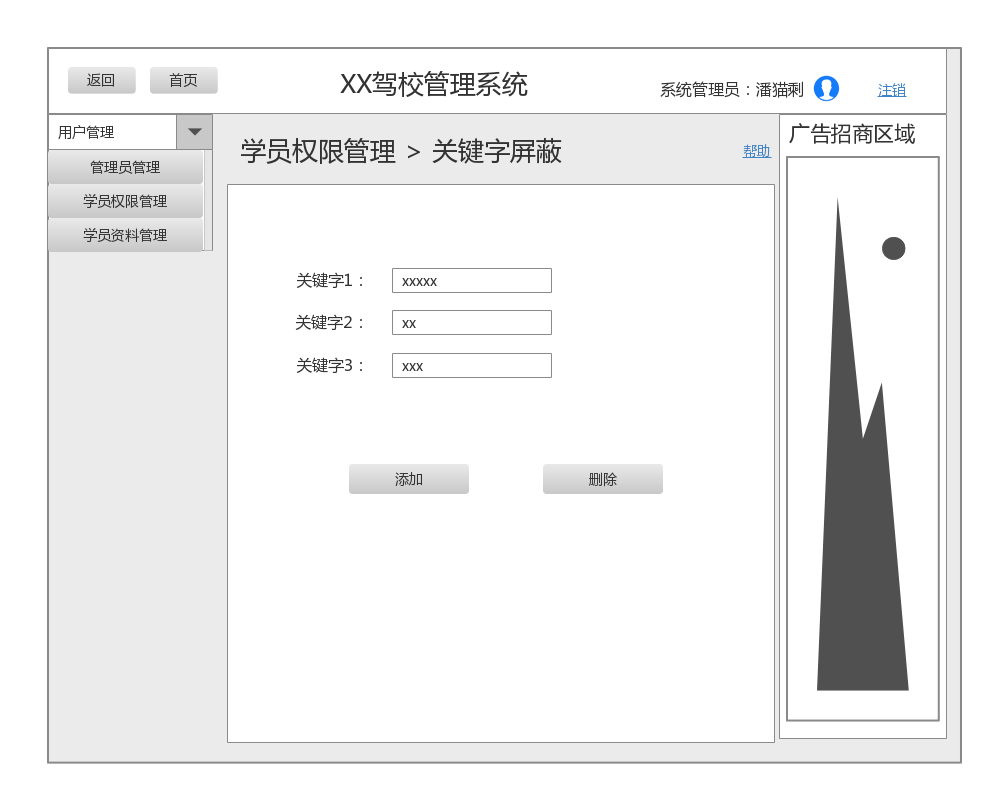 返回
首页
XX驾校管理系统
系统管理员：潘猫剩
注销
用户管理
管理员管理
学员权限管理
学员资料管理
学员权限管理 > 关键字屏蔽
帮助
广告招商区域
关键字1： xxxxx
关键字2： xx
关键字3： xxx
添加
删除